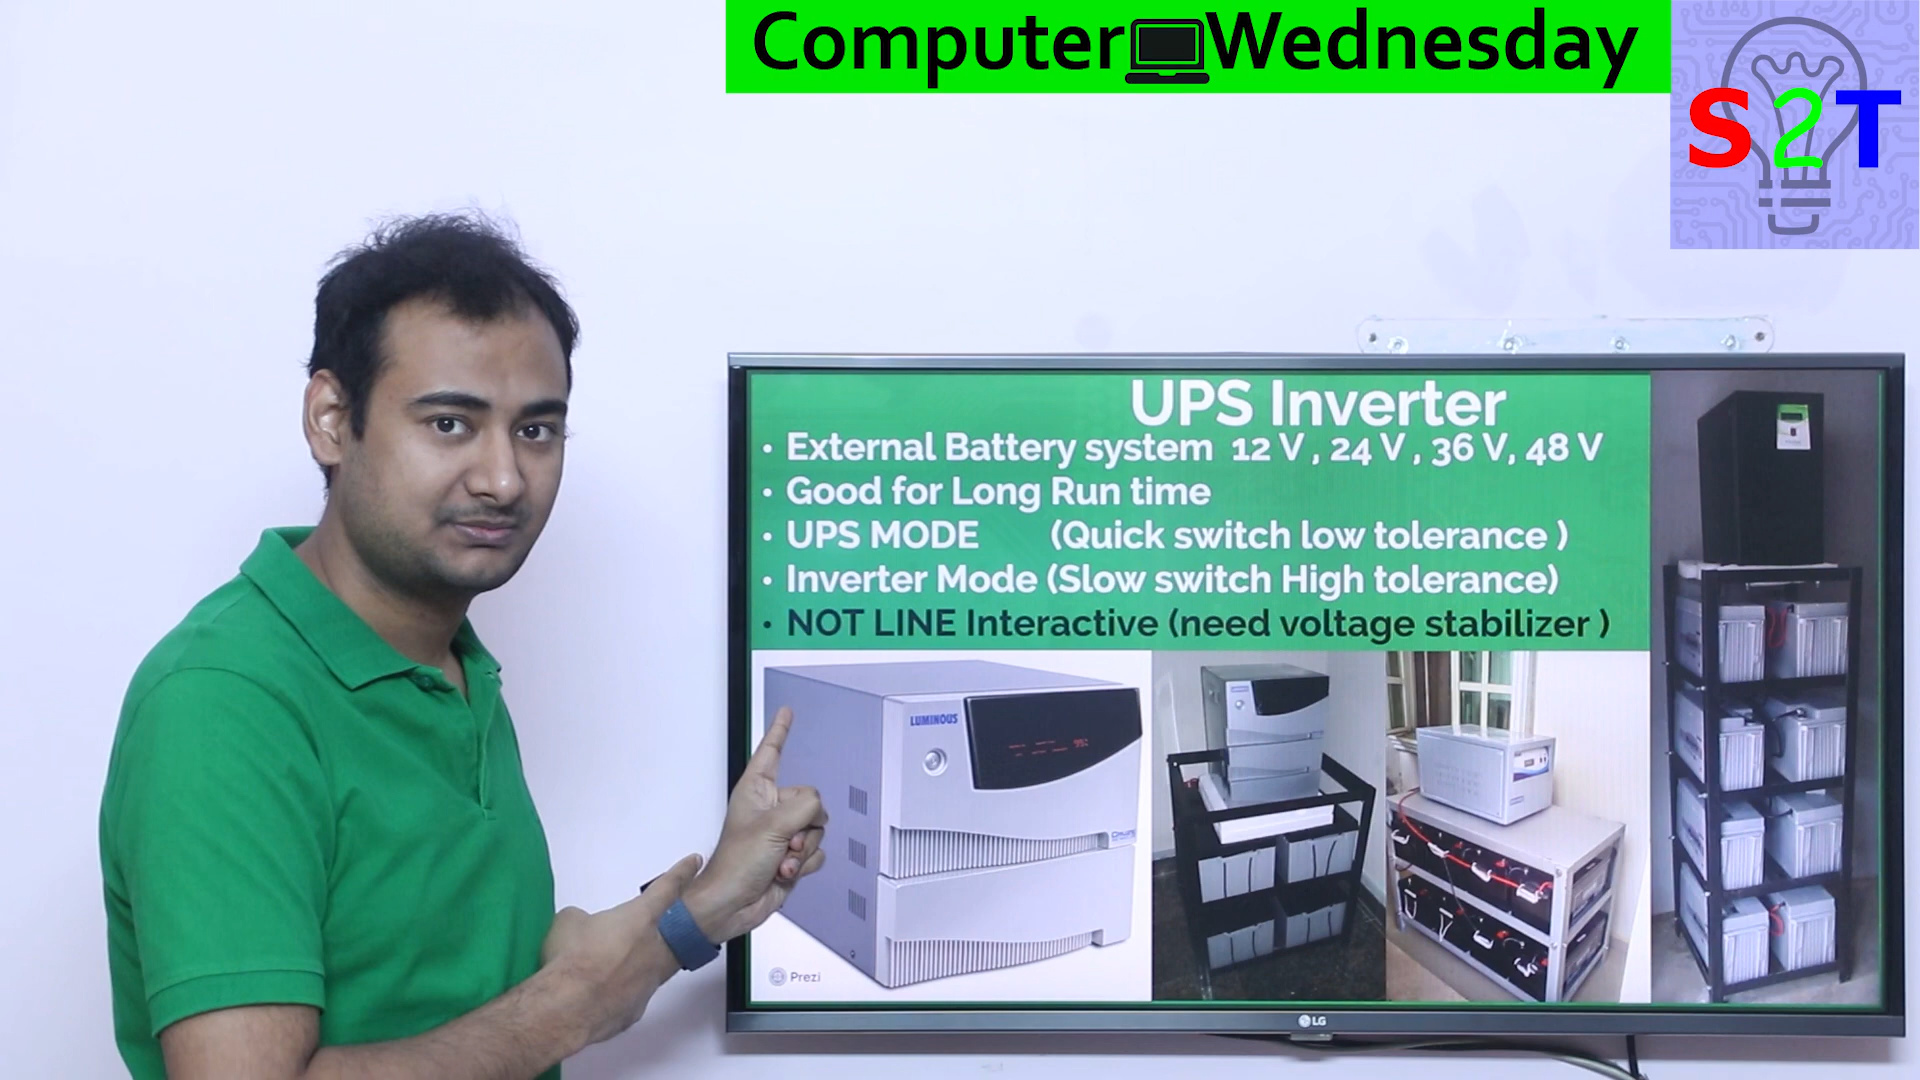 Computer Wednesday
S2T
UPS Inverter
• External Battery system 12 V , 24 V , 36 V, 48 V
• Good for Long Run time
• UPS MODE (Quick switch low tolerance )
• Inverter Mode (Slow switch High tolerance)
• NOT LINE Interactive (need voltage stabilizer )
LUMINOUS
Prezi
LG